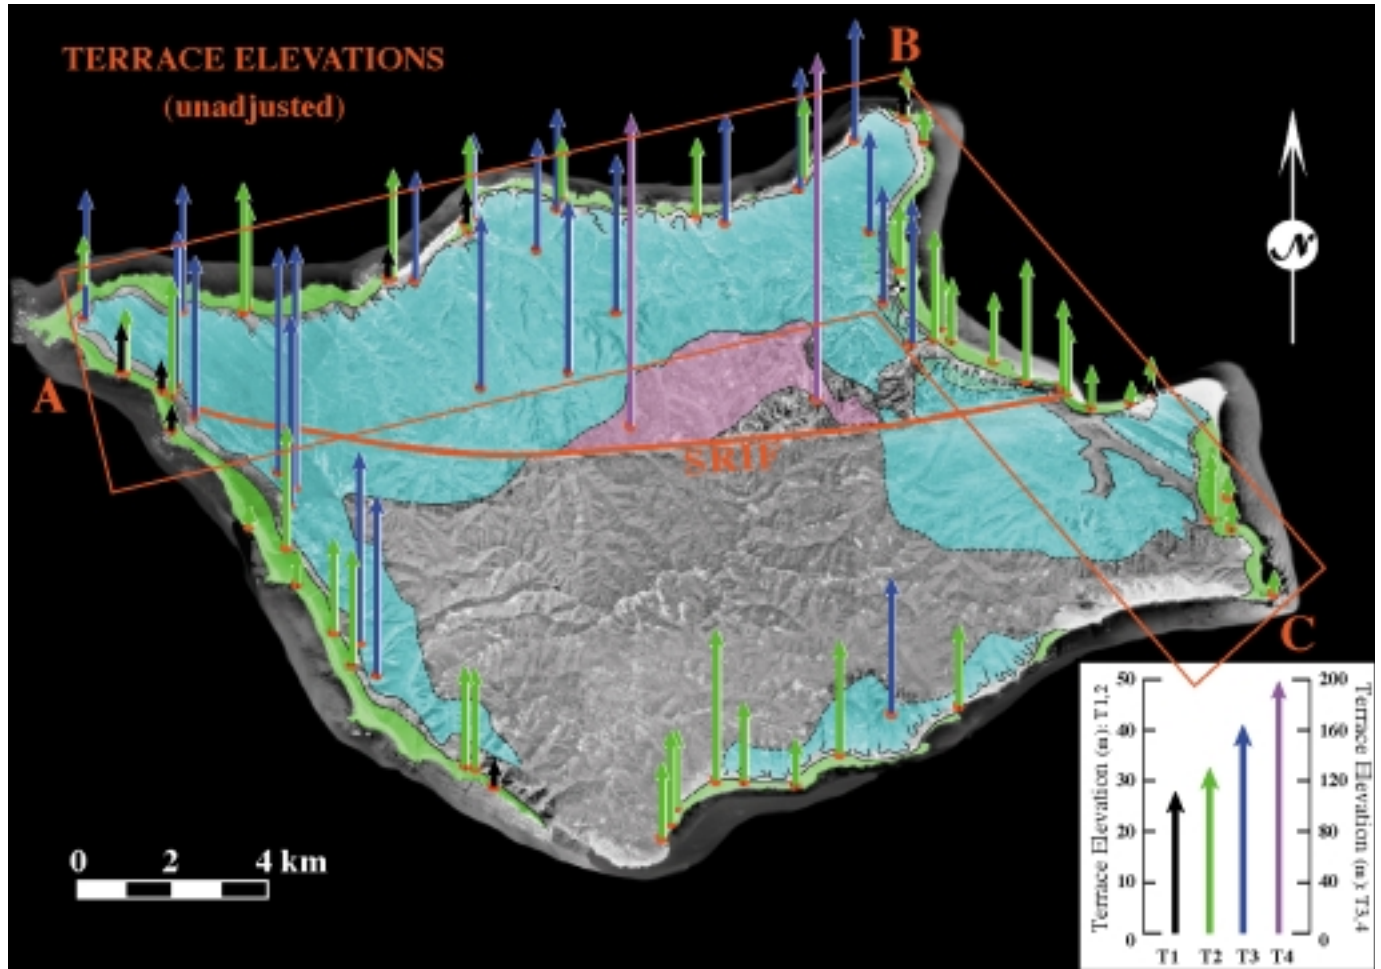 TERRACE ELEVATIONS
(unadjusted)
B
N
A
SRIF
C
0 2 4 km
Terrace Elevation (m): T1,2
50
40
30
20
10
0
T1 T2 T3 T4
200
160
120
80
40
0
Terrace Elevation (m): T3,4